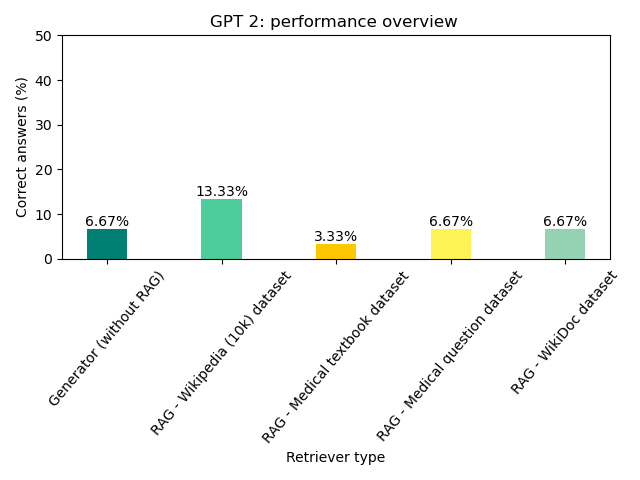 GPT 2: performance overview
Correct answers (%)
50
40
30
20
10
0
6.67%
13.33%
3.33%
6.67%
6.67%
Generator (without RAG)
RAG - Wikipedia (10k) dataset
RAG - Medical textbook dataset
RAG - Medical question dataset
RAG - WikiDoc dataset
Retriever type